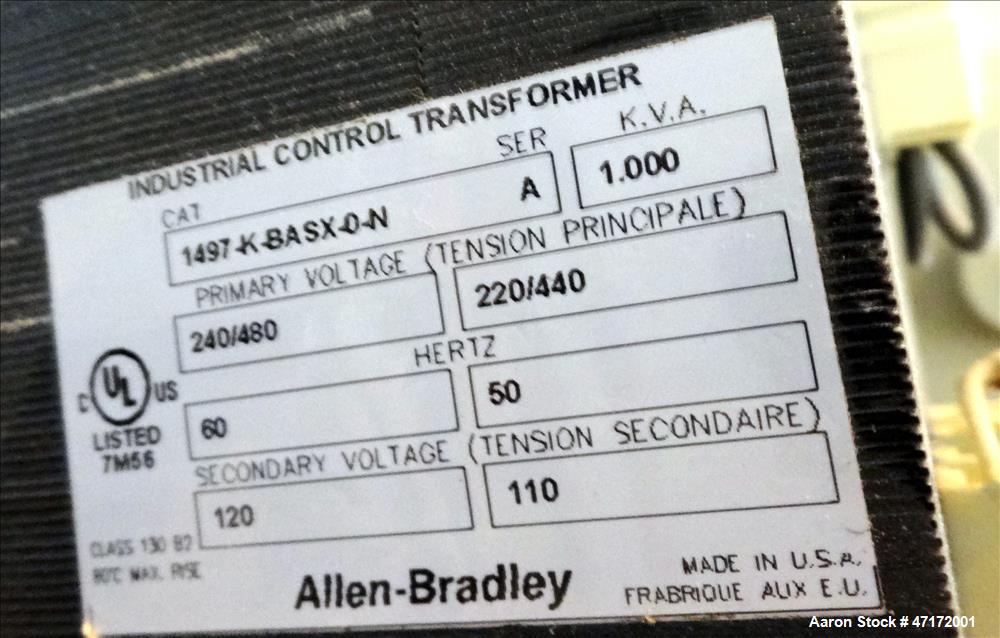 INDUSTRIAL CONTROL TRANSFORMER
CAT SER K.V.A.
1497-K-BASX-0-N A 1.000
PRIMARY VOLTAGE (TENSION PRINCIPALE)
240/480 220/440
HERTZ
60 50
SECONDARY VOLTAGE (TENSION SECONDAIRE)
120 110
C UL US
LISTED
7M56
CLASS 130 B2
80°C MAX. RISE
Allen-Bradley
MADE IN U.S.A.
FRABRIQUE AUX E.U.
Aaron Stock # 47172001